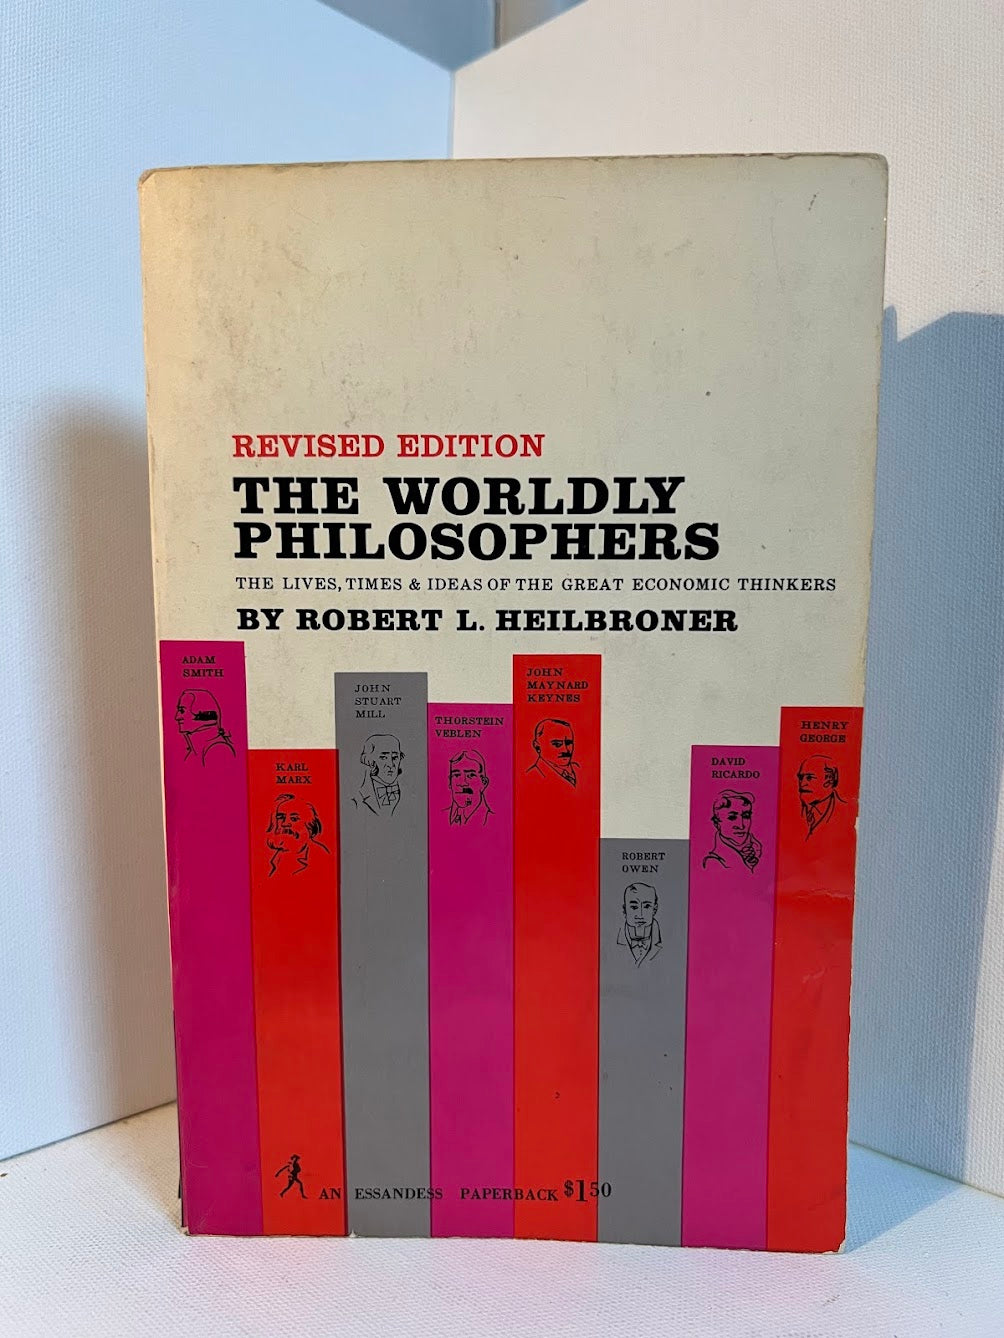 REVISED EDITION
THE WORLDLY
PHILOSOPHERS
THE LIVES, TIMES & IDEAS OF THE GREAT ECONOMIC THINKERS
BY ROBERT L. HEILBRONER
ADAM
SMITH
KARL
MARX
JOHN
STUART
MILL
THORSTEIN
VEBLEN
JOHN
MAYNARD
KEYNES
ROBERT
OWEN
DAVID
RICARDO
HENRY
GEORGE
AN ESSANDESS PAPERBACK $1.50